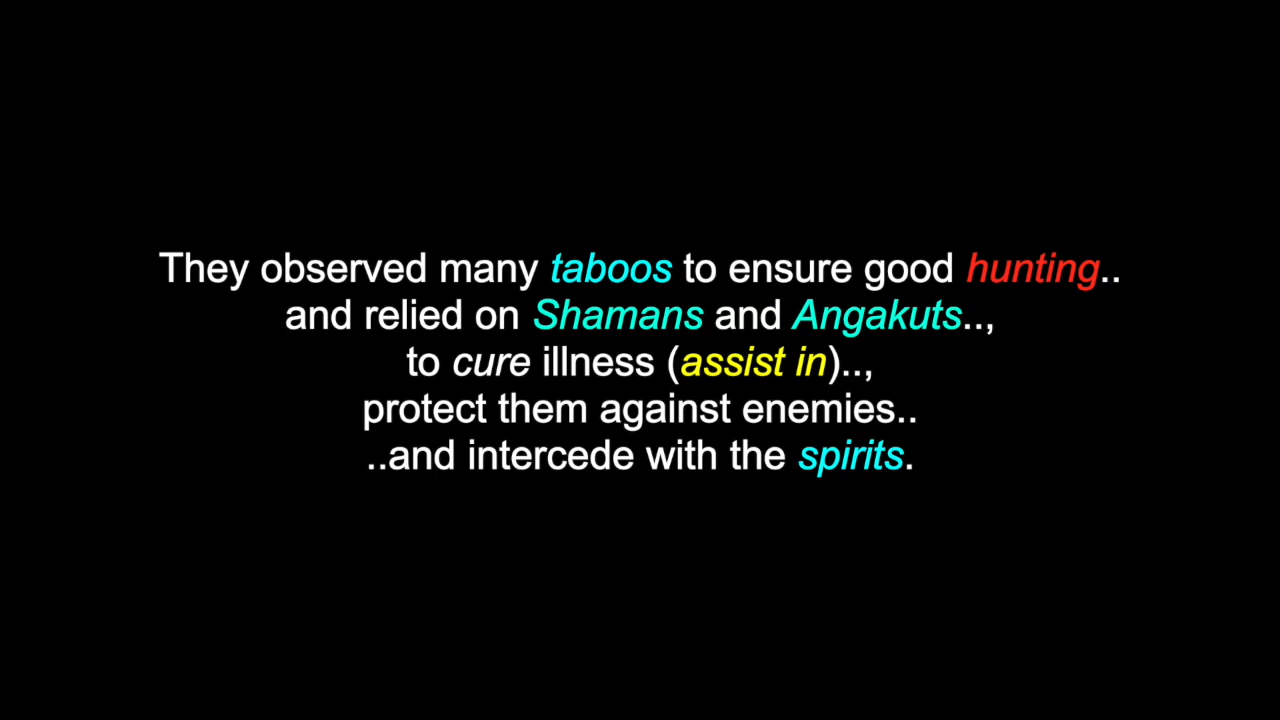 They observed many taboos to ensure good hunting..
and relied on Shamans and Angakuts..,
to cure illness (assist in)..,
protect them against enemies..
..and intercede with the spirits.